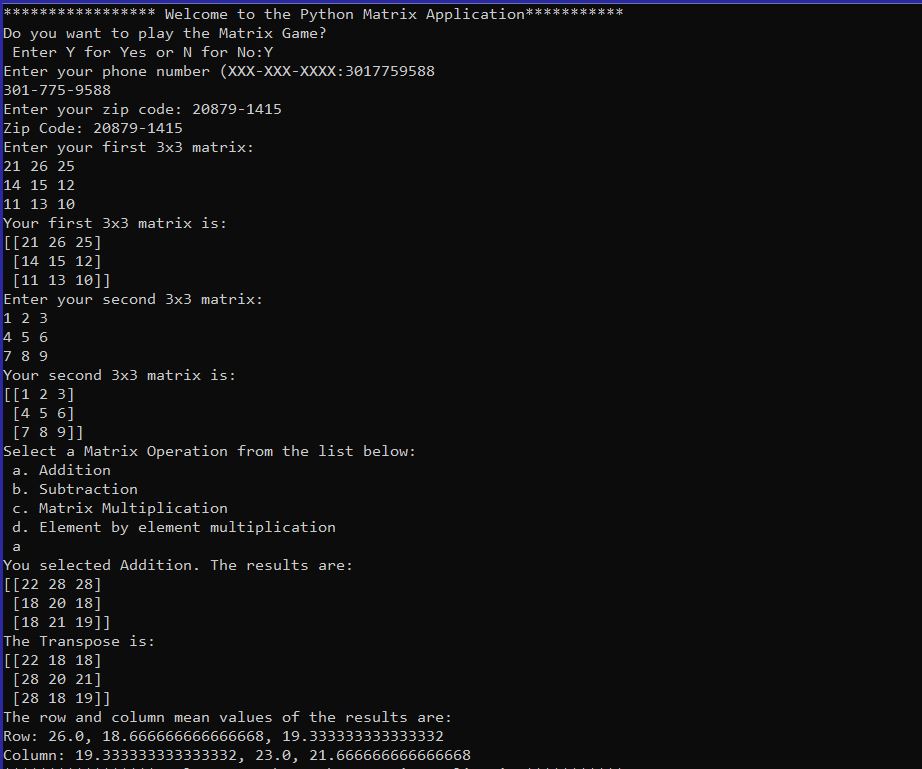 ***************** Welcome to the Python Matrix Application***********
Do you want to play the Matrix Game?
 Enter Y for Yes or N for No:Y
Enter your phone number (XXX-XXX-XXXX:3017759588
301-775-9588
Enter your zip code: 20879-1415
Zip Code: 20879-1415
Enter your first 3x3 matrix:
21 26 25
14 15 12
11 13 10
Your first 3x3 matrix is:
[[21 26 25]
 [14 15 12]
 [11 13 10]]
Enter your second 3x3 matrix:
1 2 3
4 5 6
7 8 9
Your second 3x3 matrix is:
[[1 2 3]
 [4 5 6]
 [7 8 9]]
Select a Matrix Operation from the list below:
 a. Addition
 b. Subtraction
 c. Matrix Multiplication
 d. Element by element multiplication
 a
You selected Addition. The results are:
[[22 28 28]
 [18 20 18]
 [18 21 19]]
The Transpose is:
[[22 18 18]
 [28 20 21]
 [28 18 19]]
The row and column mean values of the results are:
Row: 26.0, 18.666666666666668, 19.333333333333332
Column: 19.333333333333332, 23.0, 21.666666666666668